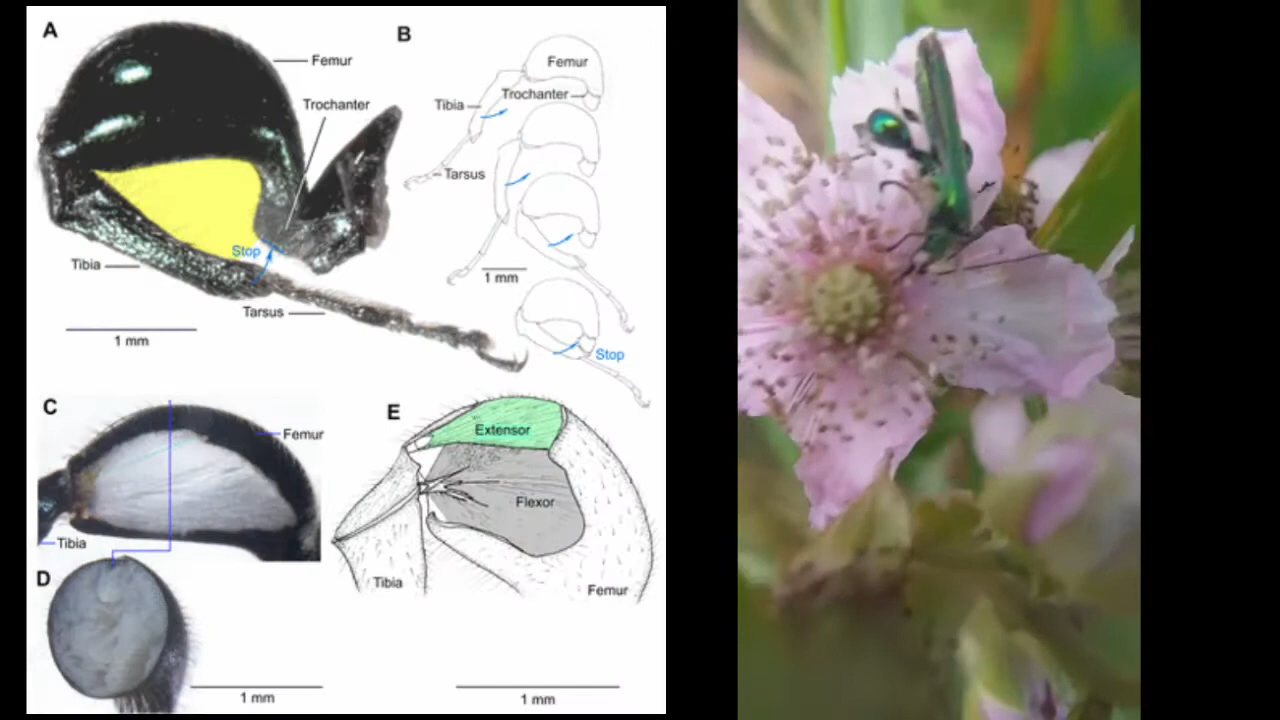 A
Femur
Trochanter
Stop
Tibia
Tarsus
1 mm
B
Femur
Trochanter
Tibia
Tarsus
1 mm
Stop
C
Femur
Tibia
D
1 mm
E
Extensor
Flexor
Tibia
Femur
1 mm